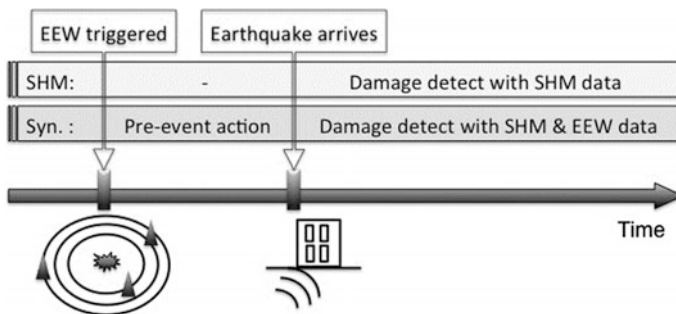 EEW triggered
Earthquake arrives
SHM: - Damage detect with SHM data
Syn. : Pre-event action Damage detect with SHM & EEW data
Time